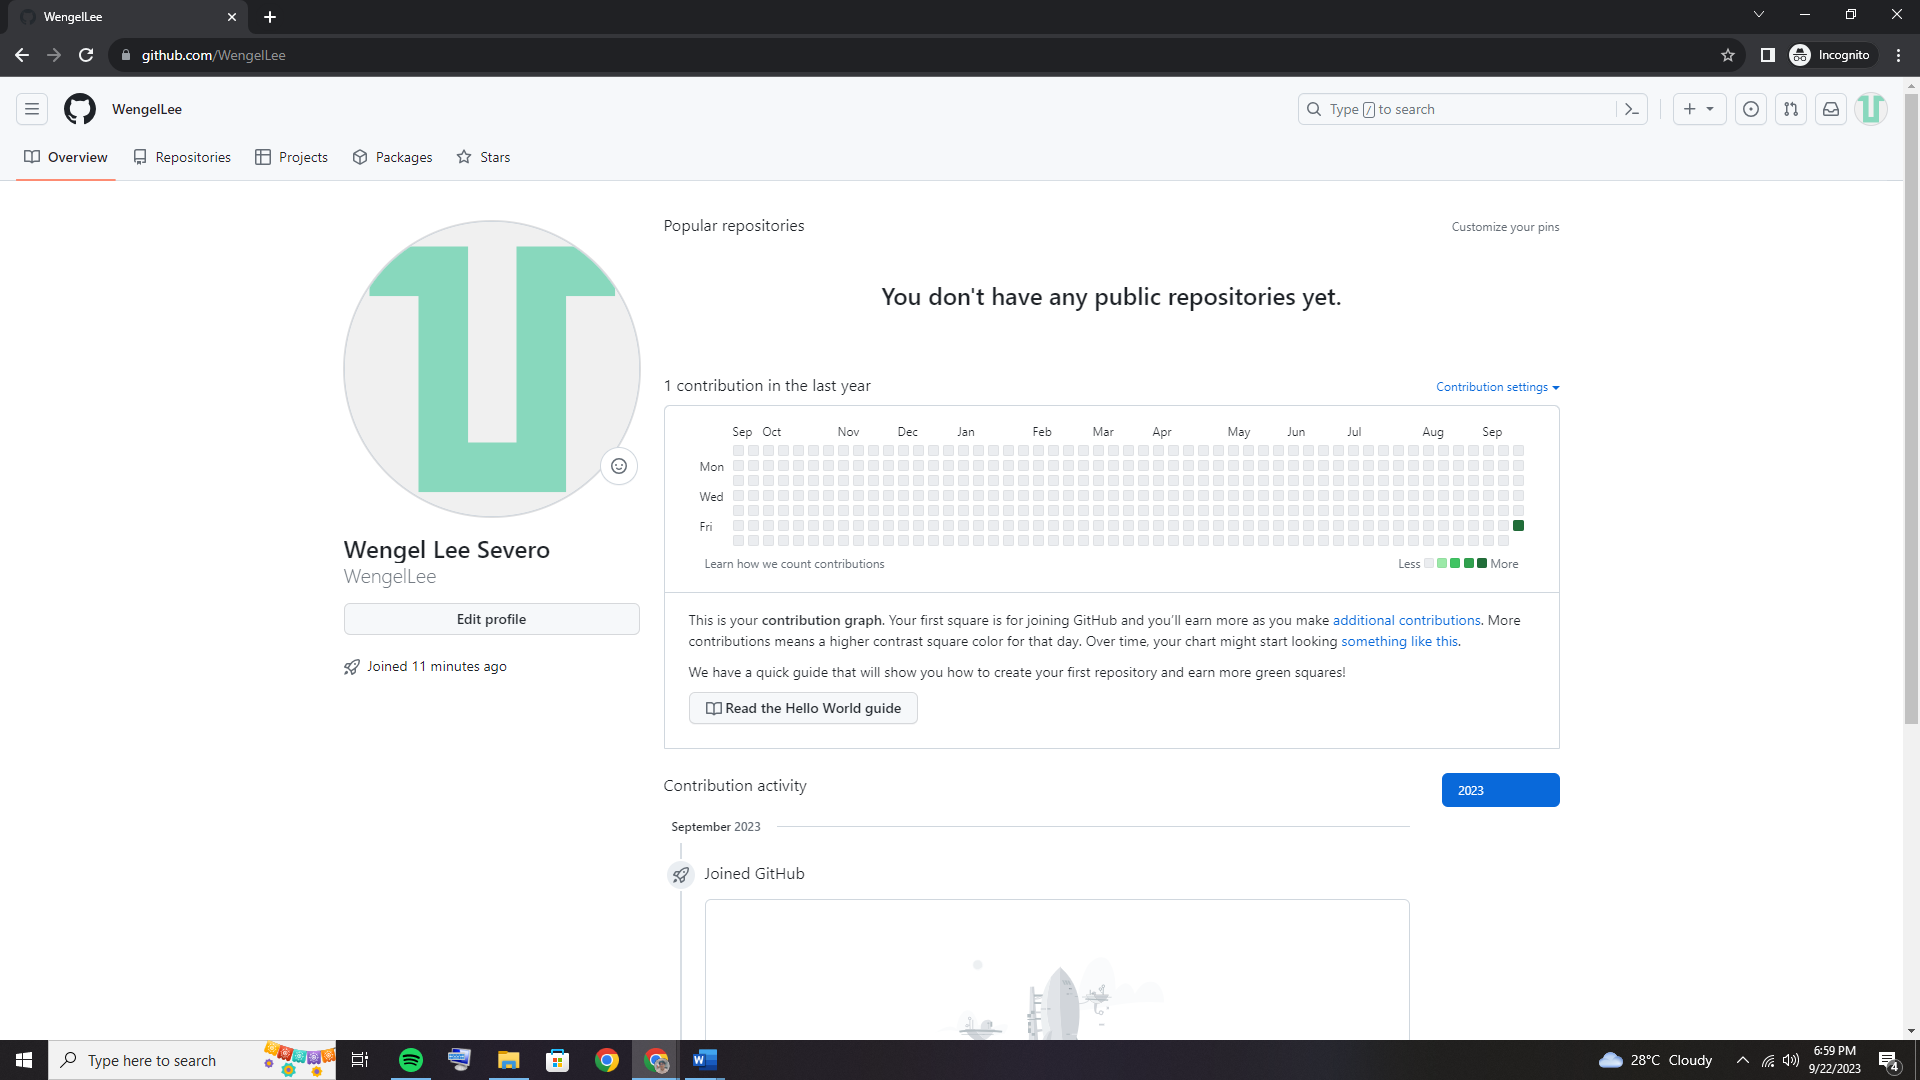 WengelLee
github.com/WengelLee
Incognito
WengelLee
Type / to search
Overview
Repositories
Projects
Packages
Stars
Popular repositories
Customize your pins
You don't have any public repositories yet.
1 contribution in the last year
Contribution settings
Sep Oct Nov Dec Jan Feb Mar Apr May Jun Jul Aug Sep
Mon
Wed
Fri
Learn how we count contributions
Less More
Wengel Lee Severo
WengelLee
Edit profile
Joined 11 minutes ago
This is your contribution graph. Your first square is for joining GitHub and you’ll earn more as you make additional contributions. More
contributions means a higher contrast square color for that day. Over time, your chart might start looking something like this.
We have a quick guide that will show you how to create your first repository and earn more green squares!
Read the Hello World guide
Contribution activity
2023
September 2023
Joined GitHub
Type here to search
W
28°C Cloudy
6:59 PM
9/22/2023
4